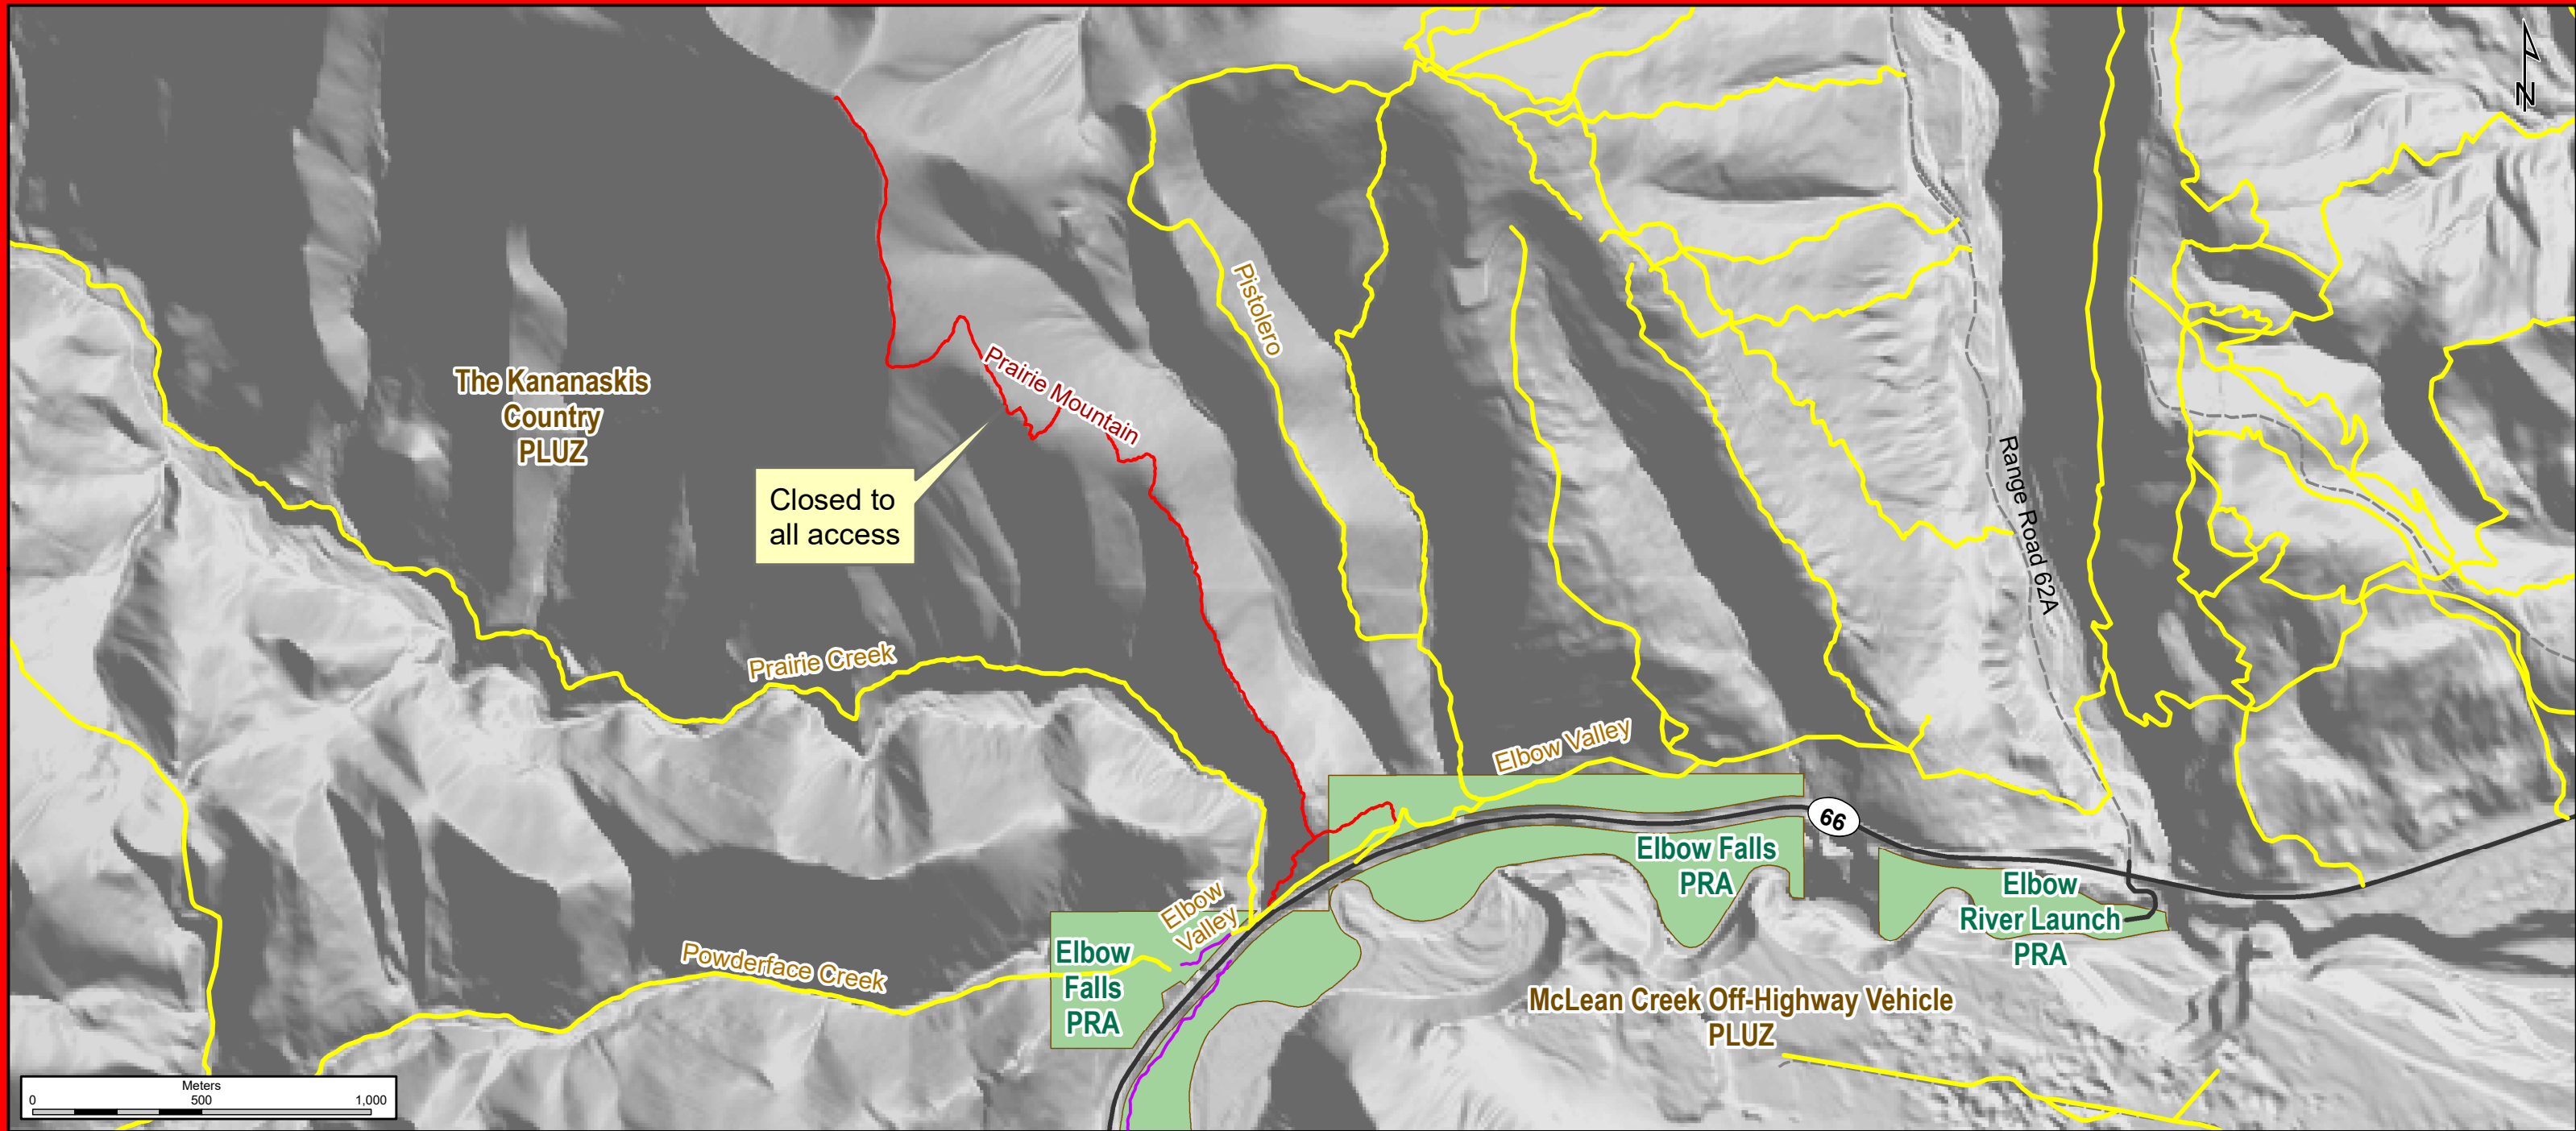 N
Pistolero
The Kananaskis
Country
PLUZ
Prairie Mountain
Closed to
all access
Range Road 62A
Prairie Creek
Elbow Valley
66
Elbow Falls
PRA
Elbow
River Launch
PRA
Elbow
Valley
Elbow
Falls
PRA
Powderface Creek
McLean Creek Off-Highway Vehicle
PLUZ
Meters
0 500 1,000